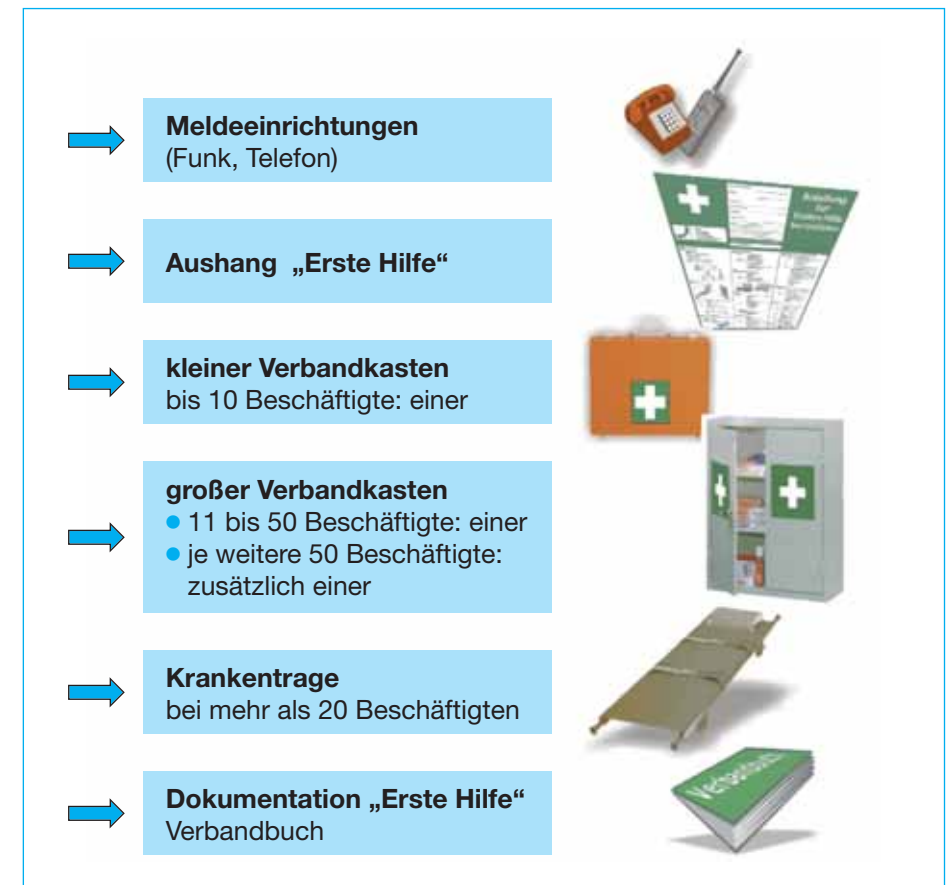 Meldeeinrichtungen
(Funk, Telefon)
Aushang „Erste Hilfe“
kleiner Verbandkasten
bis 10 Beschäftigte: einer
großer Verbandkasten
● 11 bis 50 Beschäftigte: einer
● je weitere 50 Beschäftigte:
zusätzlich einer
Krankentrage
bei mehr als 20 Beschäftigten
Dokumentation „Erste Hilfe“
Verbandbuch
Verbandbuch